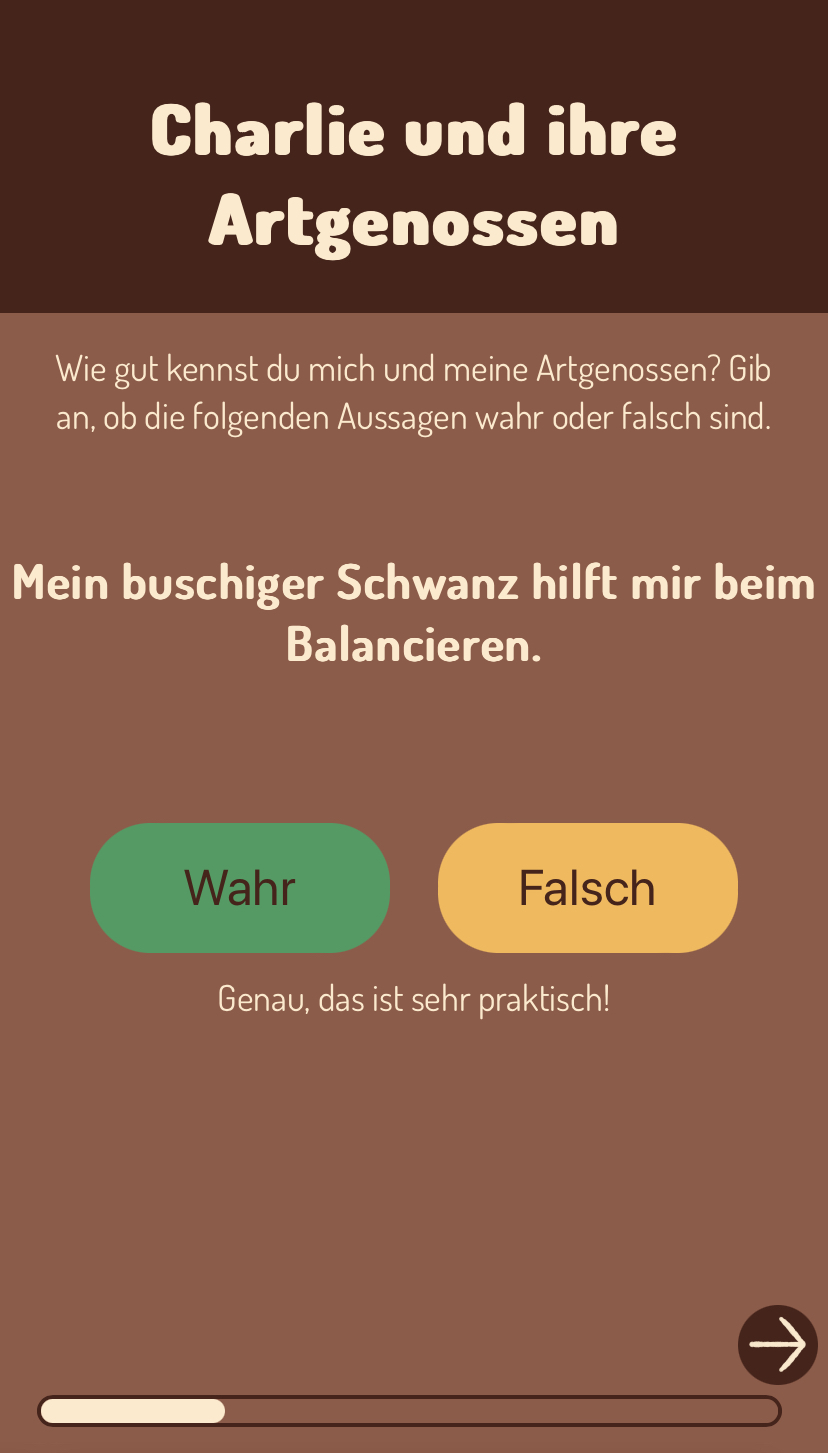 Charlie und ihre
Artgenossen
Wie gut kennst du mich und meine Artgenossen? Gib
an, ob die folgenden Aussagen wahr oder falsch sind.
Mein buschiger Schwanz hilft mir beim
Balancieren.
Wahr Falsch
Genau, das ist sehr praktisch!